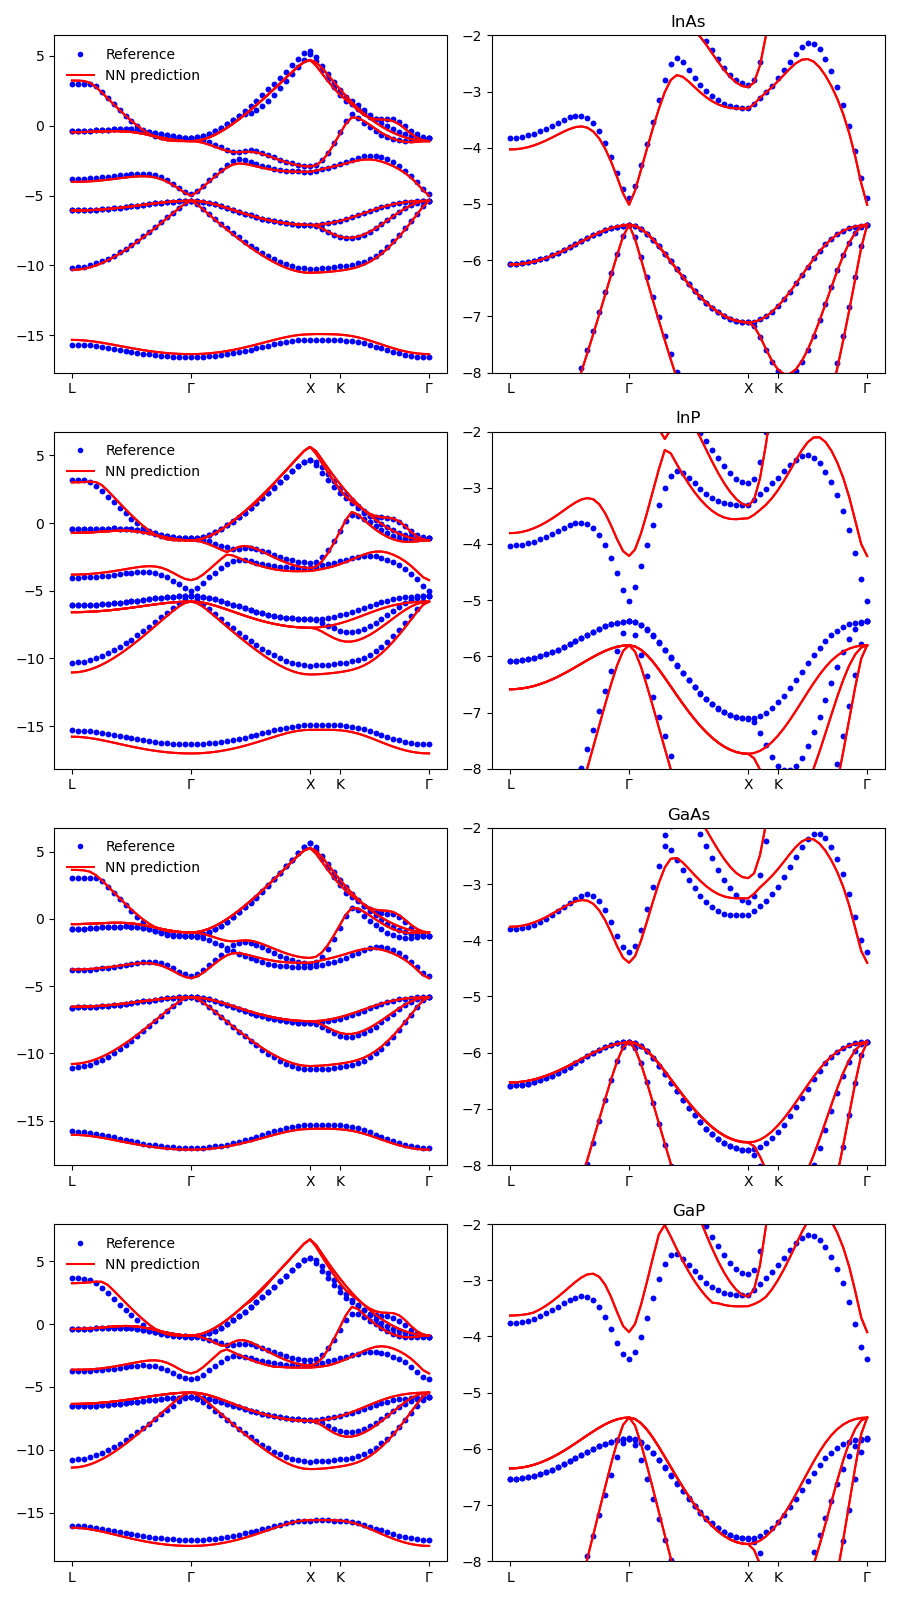 InAs
5
0
−5
−10
−15
Reference
NN prediction
L Γ X K Γ
−2
−3
−4
−5
−6
−7
−8
L Γ X K Γ
InP
5
0
−5
−10
−15
Reference
NN prediction
L Γ X K Γ
−2
−3
−4
−5
−6
−7
−8
L Γ X K Γ
GaAs
5
0
−5
−10
−15
Reference
NN prediction
L Γ X K Γ
−2
−3
−4
−5
−6
−7
−8
L Γ X K Γ
GaP
5
0
−5
−10
−15
Reference
NN prediction
L Γ X K Γ
−2
−3
−4
−5
−6
−7
−8
L Γ X K Γ